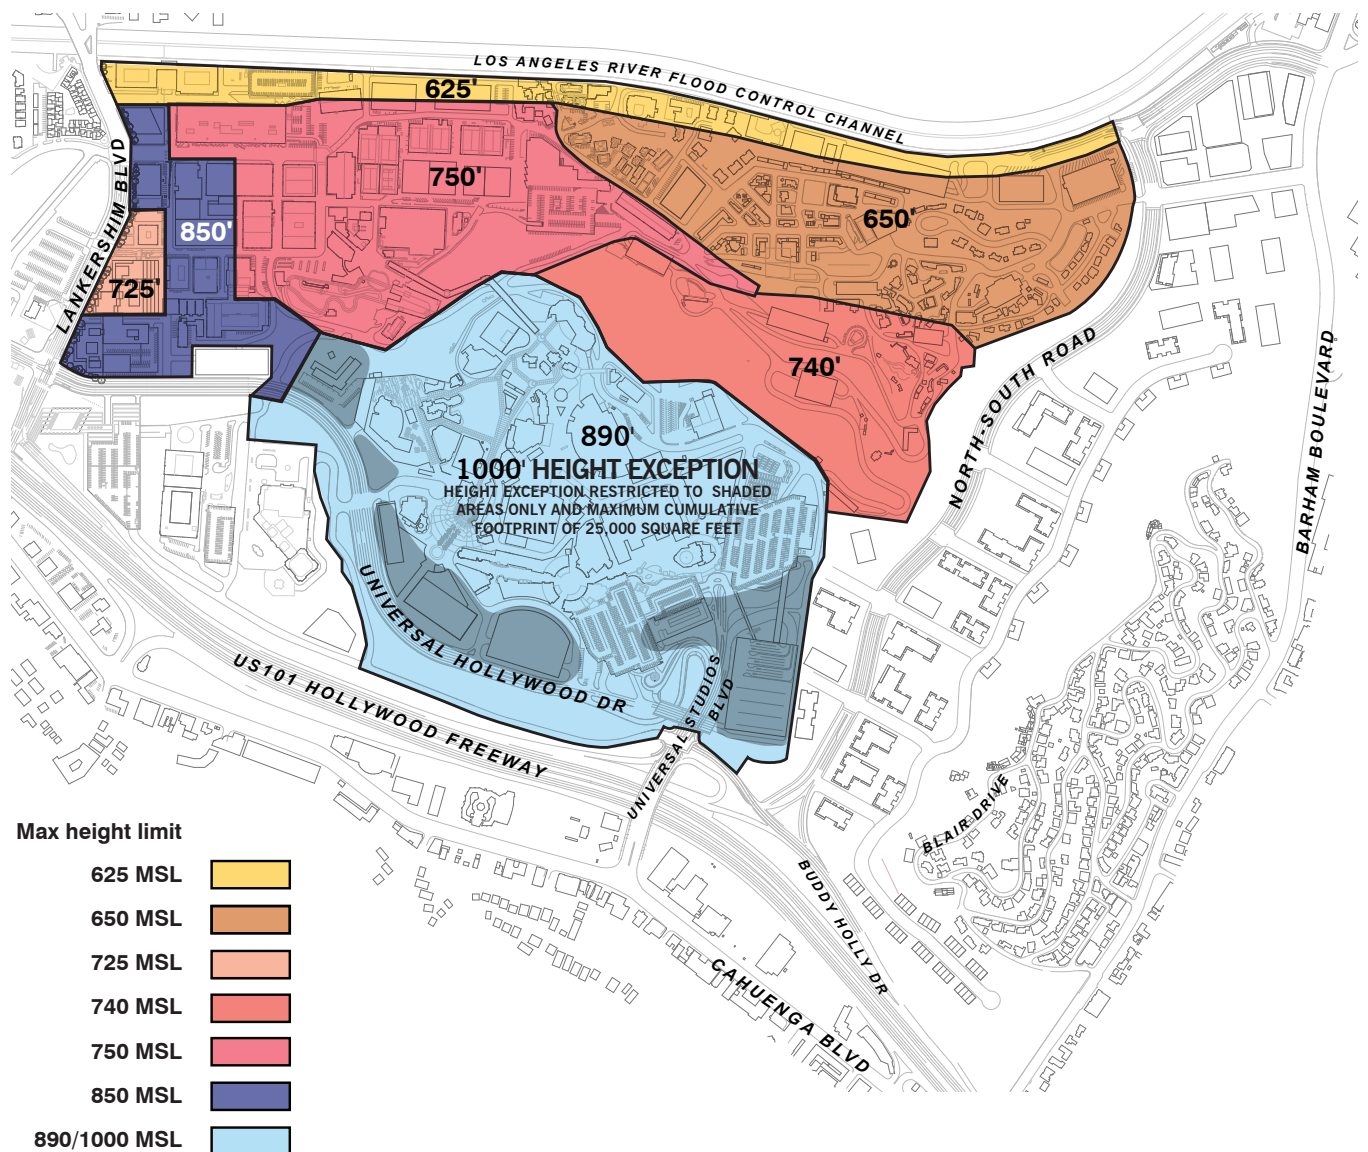 LOS ANGELES RIVER FLOOD CONTROL CHANNEL
625'
LANKERSHIM BLVD
750'
650'
850'
725'
740'
NORTH-SOUTH ROAD
BARHAM BOULEVARD
890'
1000' HEIGHT EXCEPTION
HEIGHT EXCEPTION RESTRICTED TO SHADED
AREAS ONLY AND MAXIMUM CUMULATIVE
FOOTPRINT OF 25,000 SQUARE FEET
UNIVERSAL HOLLYWOOD DR
US101 HOLLYWOOD FREEWAY
UNIVERSAL STUDIOS
BLVD
BLAIR DRIVE
BUDDY HOLLY DR
CAHUENGA BLVD
Max height limit
625 MSL
650 MSL
725 MSL
740 MSL
750 MSL
850 MSL
890/1000 MSL